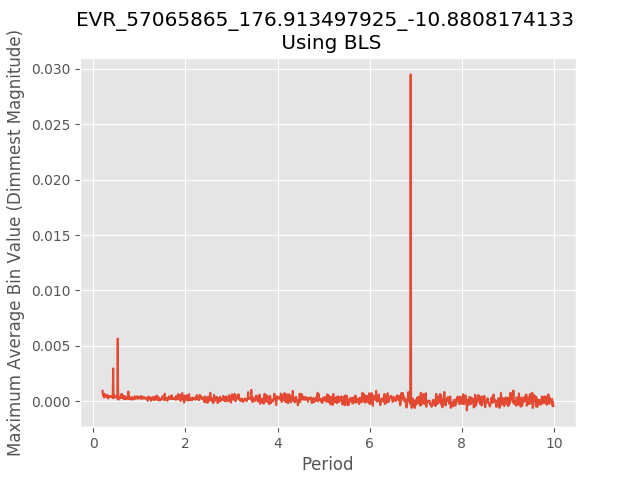 EVR_57065865_176.913497925_-10.8808174133
Using BLS
Maximum Average Bin Value (Dimmest Magnitude)
0.030
0.025
0.020
0.015
0.010
0.005
0.000
0 2 4 6 8 10
Period